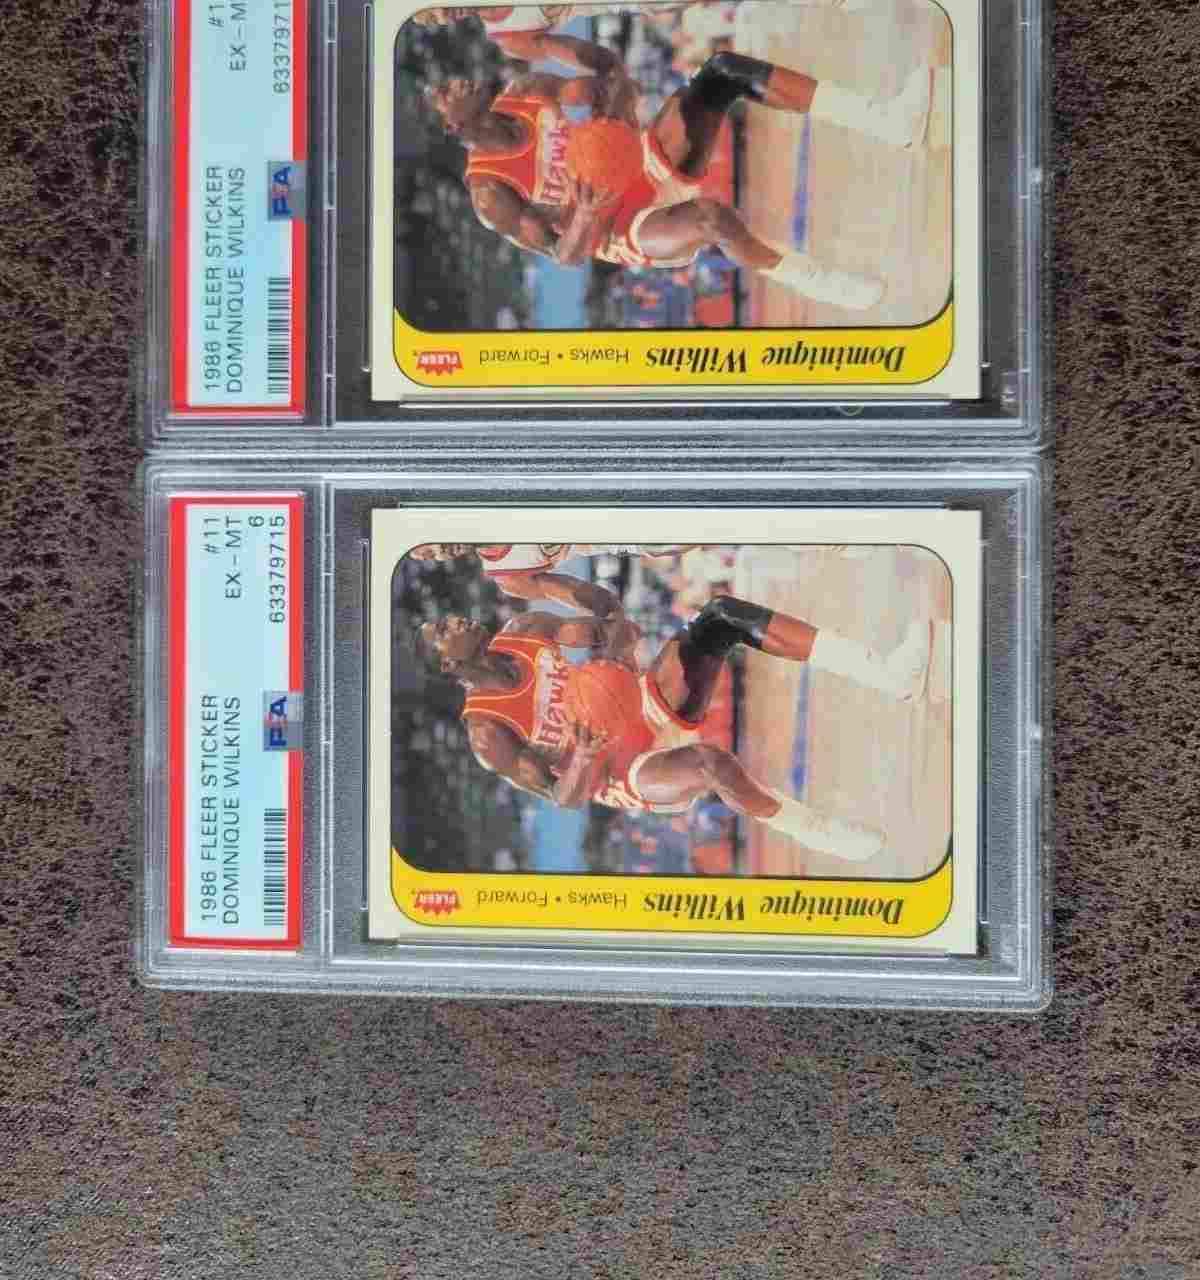 1986 FLEER STICKER #1
DOMINIQUE WILKINS EX-M
PSA 6337971
Hawks
FLEER
Hawks • Forward
Dominique Wilkins
1986 FLEER STICKER #11
DOMINIQUE WILKINS EX-MT
6
PSA 63379715
Hawk
FLEER
Hawks • Forward
Dominique Wilkins